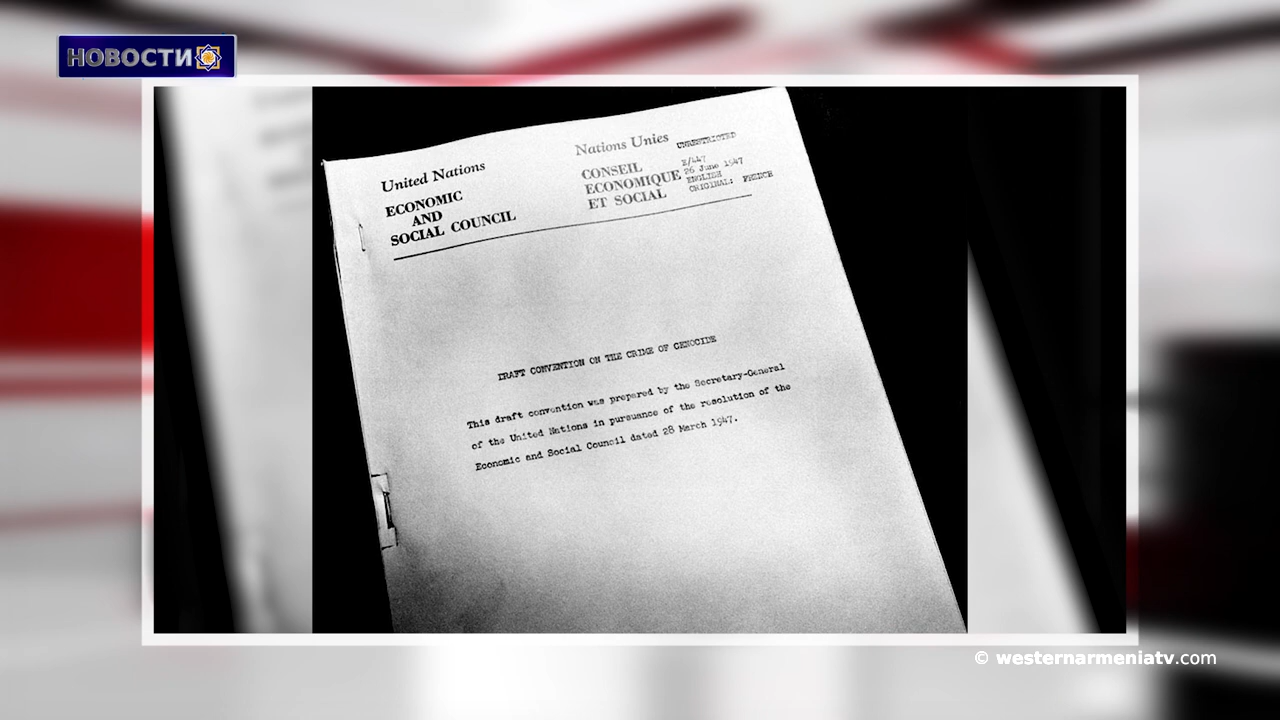 НОВОСТИ
United Nations
ECONOMIC
AND
SOCIAL COUNCIL
Nations Unies
CONSEIL
ECONOMIQUE
ET SOCIAL
UNRESTRICTED
E/447
26 June 1947
ENGLISH
ORIGINAL: FRENCH
DRAFT CONVENTION ON THE CRIME OF GENOCIDE
This draft convention was prepared by the Secretary-General
of the United Nations in pursuance of the resolution of the
Economic and Social Council dated 28 March 1947.
© westernarmeniatv.com